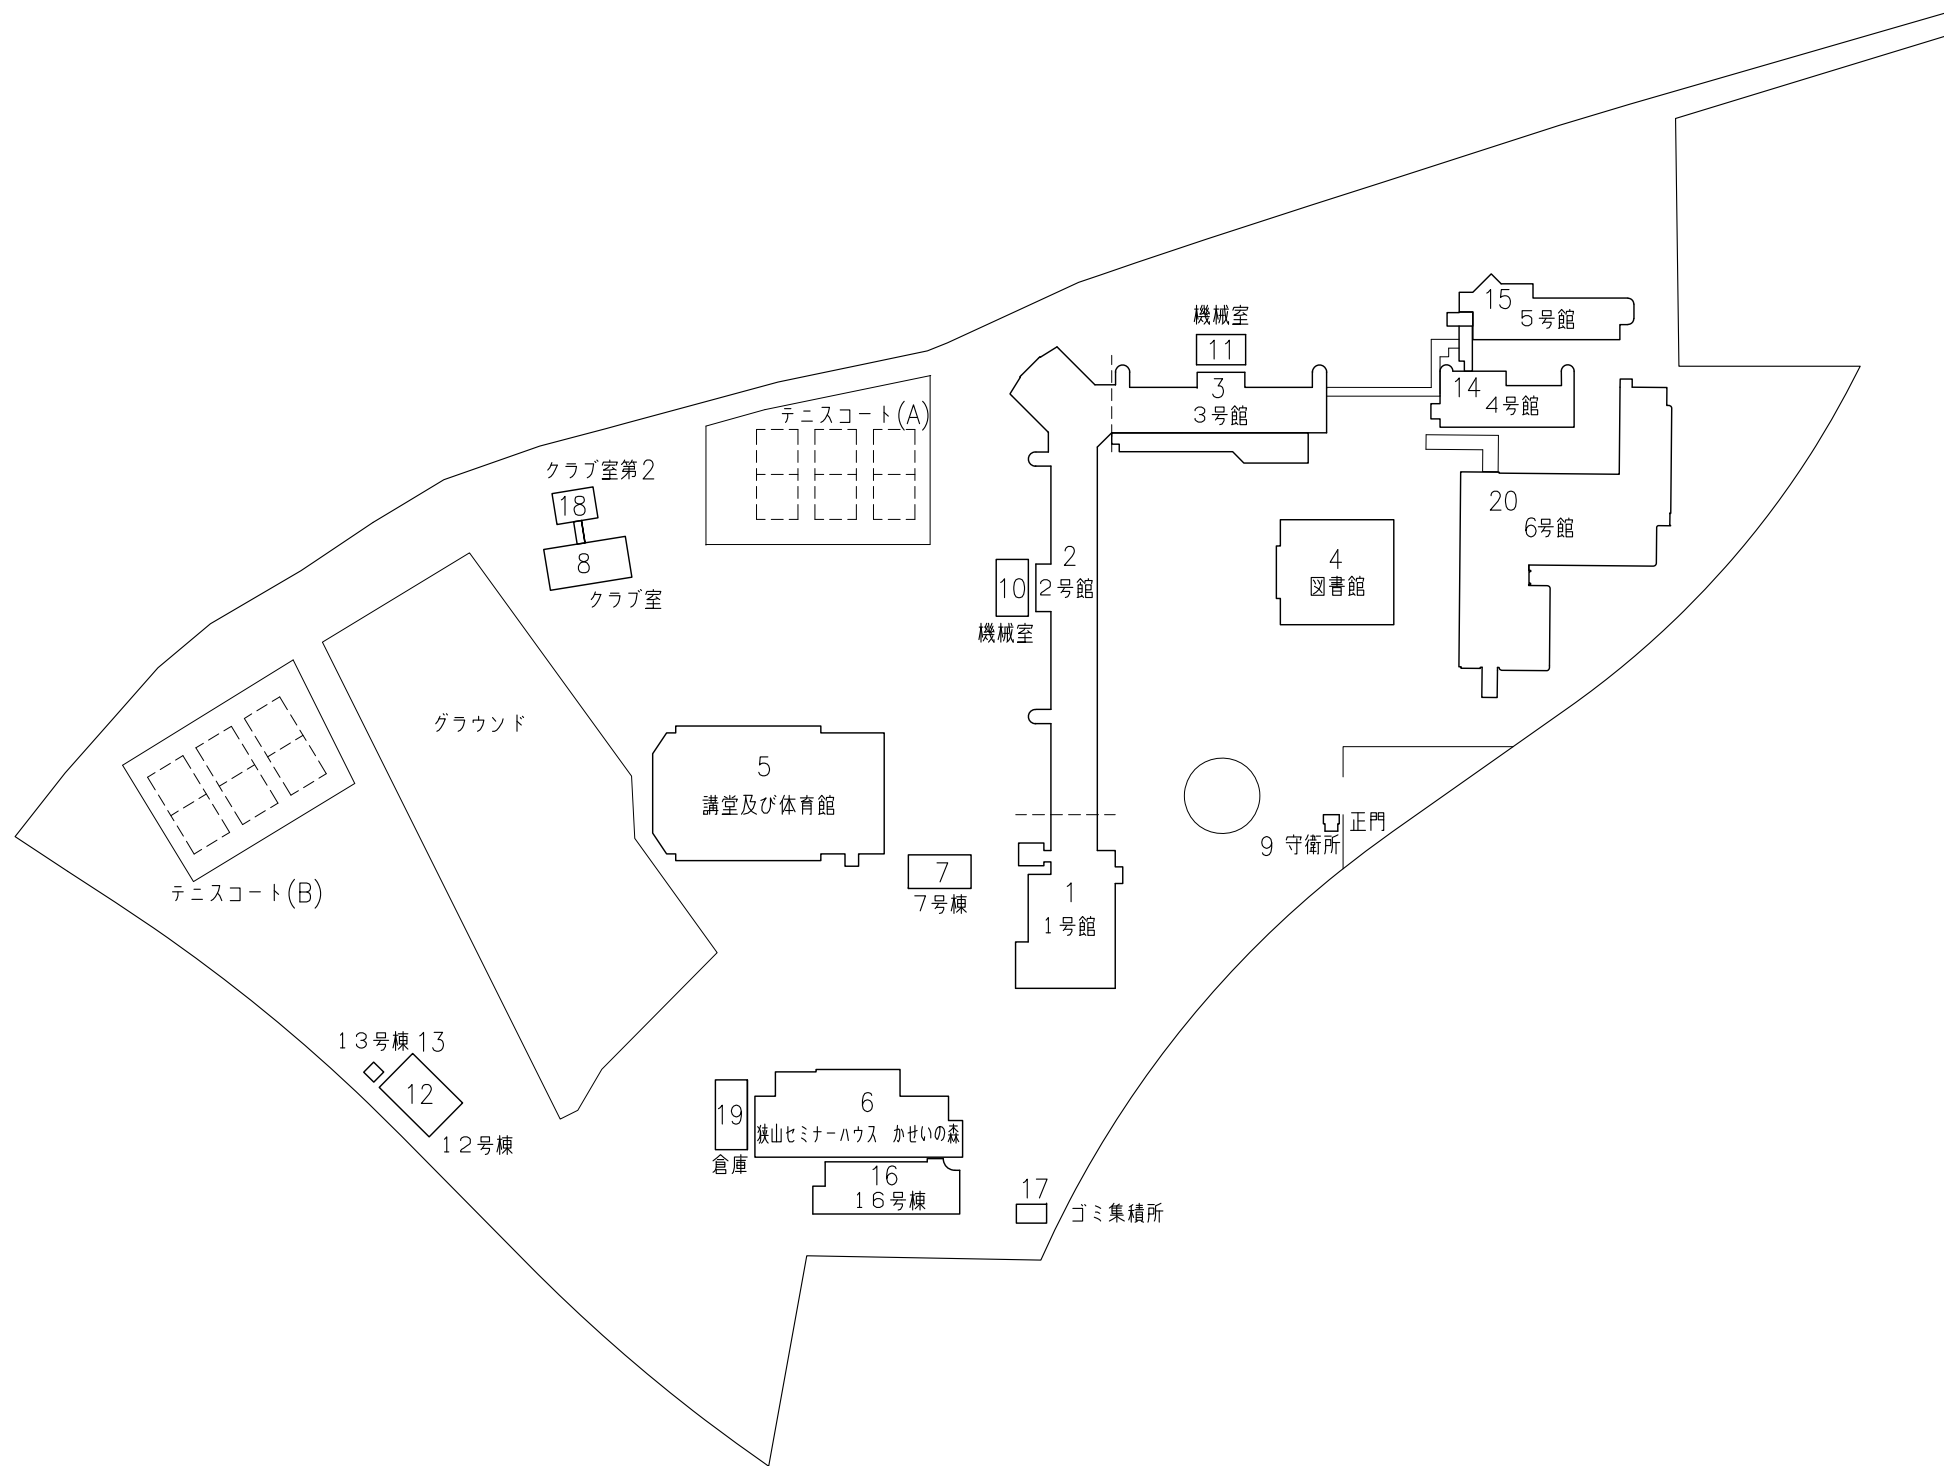 15
5号館
機械室
11
3
3号館
14
4号館
テニスコート(A)
クラブ室第2
18
8
クラブ室
20
6号館
2
2号館
10
機械室
4
図書館
グラウンド
5
講堂及び体育館
正門
9 守衛所
7
7号棟
1
1号館
テニスコート(B)
13号棟 13
12
12号棟
19
倉庫
6
狭山セミナーハウス かせいの森
16
16号棟
17
ゴミ集積所